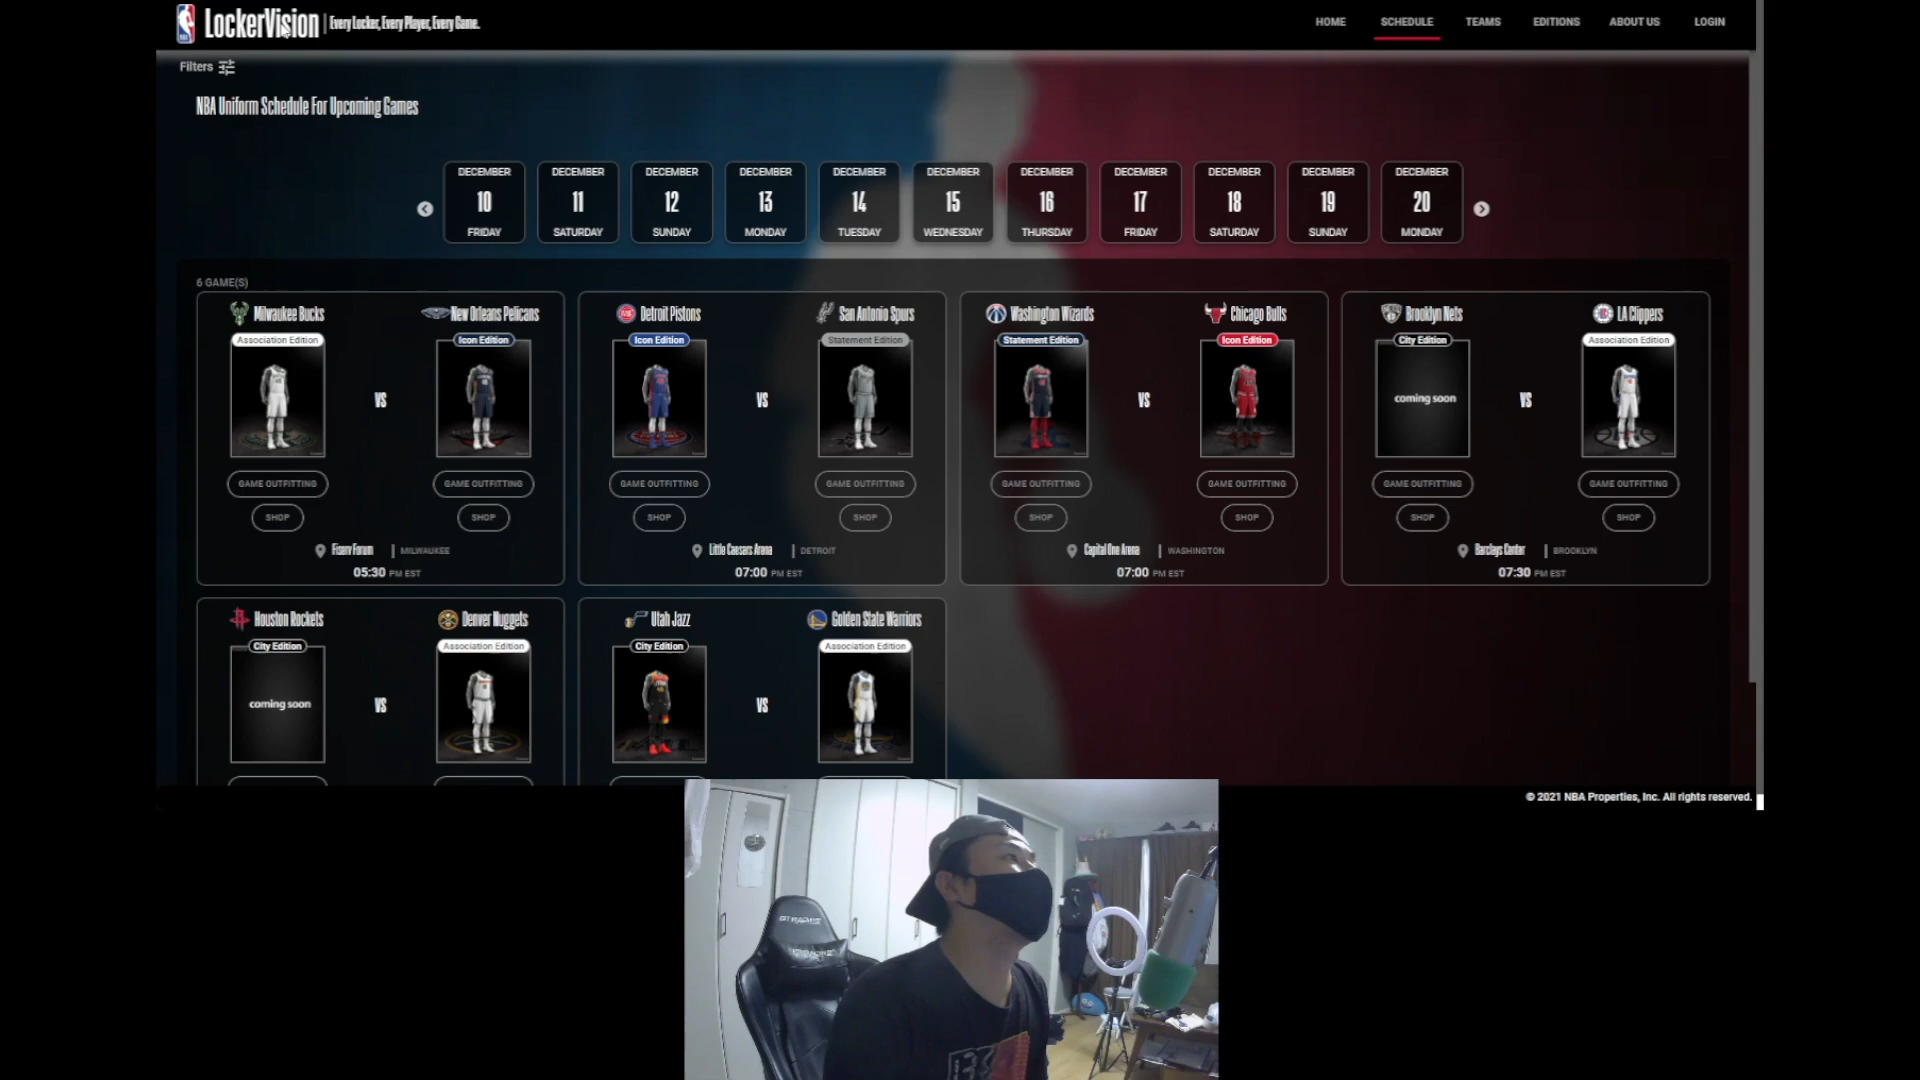 LockerVision | Every Locker, Every Player, Every Game.
HOME SCHEDULE TEAMS EDITIONS ABOUT US LOGIN
Filters
NBA Uniform Schedule For Upcoming Games
DECEMBER DECEMBER DECEMBER DECEMBER DECEMBER DECEMBER DECEMBER DECEMBER DECEMBER DECEMBER DECEMBER
10 11 12 13 14 15 16 17 18 19 20
FRIDAY SATURDAY SUNDAY MONDAY TUESDAY WEDNESDAY THURSDAY FRIDAY SATURDAY SUNDAY MONDAY
6 GAME(S)
Milwaukee Bucks New Orleans Pelicans Detroit Pistons San Antonio Spurs Washington Wizards Chicago Bulls Brooklyn Nets LA Clippers
Association Edition Icon Edition Icon Edition Statement Edition Statement Edition Icon Edition City Edition Association Edition
VS VS VS coming soon VS
GAME OUTFITTING GAME OUTFITTING GAME OUTFITTING GAME OUTFITTING GAME OUTFITTING GAME OUTFITTING GAME OUTFITTING GAME OUTFITTING
SHOP SHOP SHOP SHOP SHOP SHOP SHOP SHOP
Fiserv Forum | MILWAUKEE Little Caesars Arena | DETROIT Capital One Arena | WASHINGTON Barclays Center | BROOKLYN
05:30 PM EST 07:00 PM EST 07:00 PM EST 07:30 PM EST
Houston Rockets Denver Nuggets Utah Jazz Golden State Warriors
City Edition Association Edition City Edition Association Edition
coming soon VS VS
© 2021 NBA Properties, Inc. All rights reserved.
GTRACING